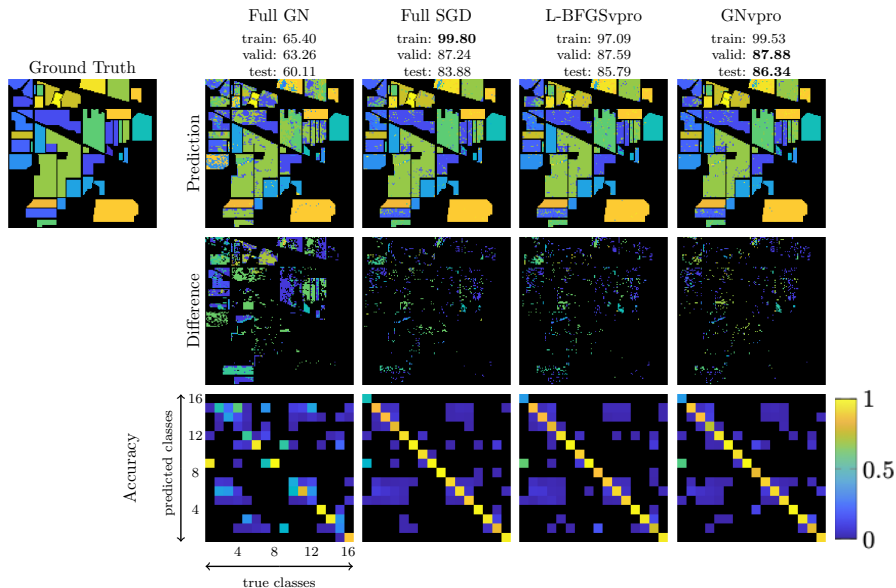 Full GN
train: 65.40
valid: 63.26
test: 60.11
Full SGD
train: 99.80
valid: 87.24
test: 83.88
L-BFGSvpro
train: 97.09
valid: 87.59
test: 85.79
GNvpro
train: 99.53
valid: 87.88
test: 86.34
Ground Truth
Prediction
Difference
Accuracy
predicted classes
16
12
8
4
4 8 12 16
true classes
1
0.5
0